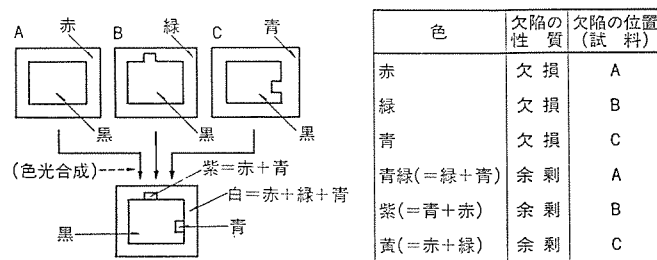 A 赤 B 緑 C 青
黒 黒 黒
(色光合成)
紫=赤+青
白=赤+緑+青
黒 青
色 欠陥の性質 欠陥の位置(試料)
赤 欠損 A
緑 欠損 B
青 欠損 C
青緑(=緑+青) 余剰 A
紫(=青+赤) 余剰 B
黄(=赤+緑) 余剰 C